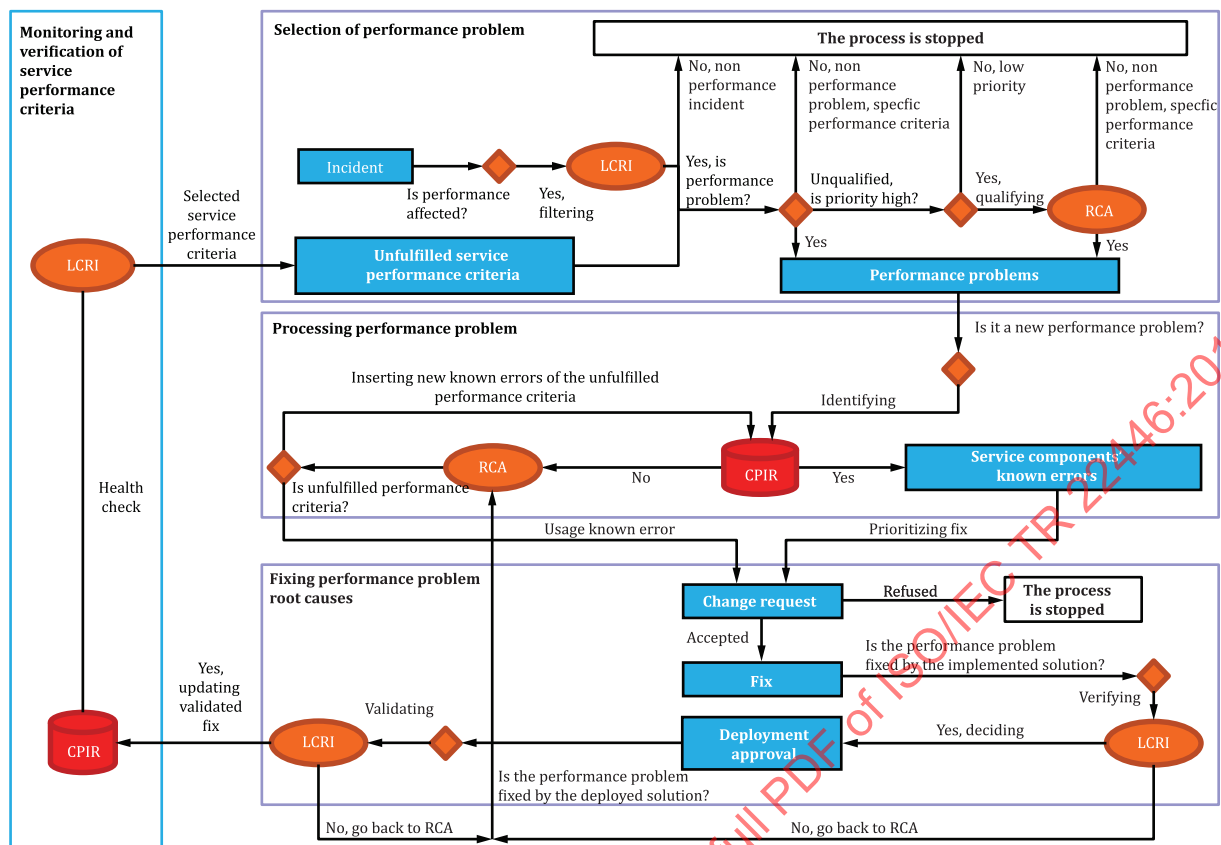 Monitoring and
verification of
service
performance
criteria
Selection of performance problem
The process is stopped
No, non
performance
incident
No, non
performance
problem, specfic
performance criteria
No, low
priority
No, non
performance
problem, specfic
performance
criteria
Incident
Is performance
affected?
Yes,
filtering
LCRI
Yes, is
performance
problem?
Unqualified,
is priority high?
Yes,
qualifying
RCA
Selected
service
performance
criteria
LCRI
Unfulfilled service
performance criteria
Yes
Yes
Performance problems
Processing performance problem
Is it a new performance problem?
Inserting new known errors of the unfulfilled
performance criteria
Identifying
RCA
No
CPIR
Yes
Service components'
known errors
Is unfulfilled performance
criteria?
Health
check
Usage known error
Prioritizing fix
Fixing performance problem
root causes
Change request
Refused
The process
is stopped
Accepted
Is the performance problem
fixed by the implemented solution?
Fix
Verifying
Yes,
updating
validated
fix
Validating
Deployment
approval
Yes, deciding
LCRI
CPIR
LCRI
Is the performance problem
fixed by the deployed solution?
No, go back to RCA
No, go back to RCA
full PDF of ISO/IEC TR 22446:201